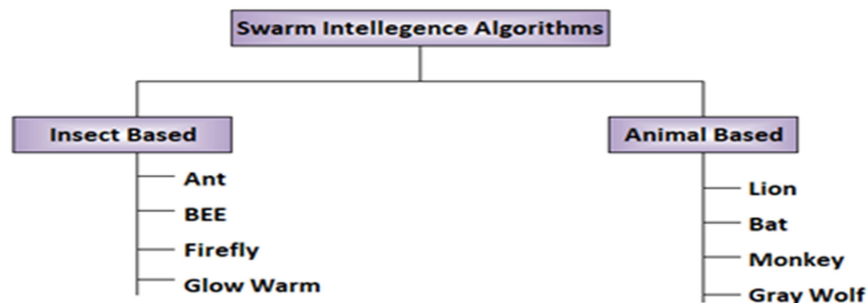 Swarm Intellegence Algorithms
Insect Based
Ant
BEE
Firefly
Glow Warm
Animal Based
Lion
Bat
Monkey
Gray Wolf